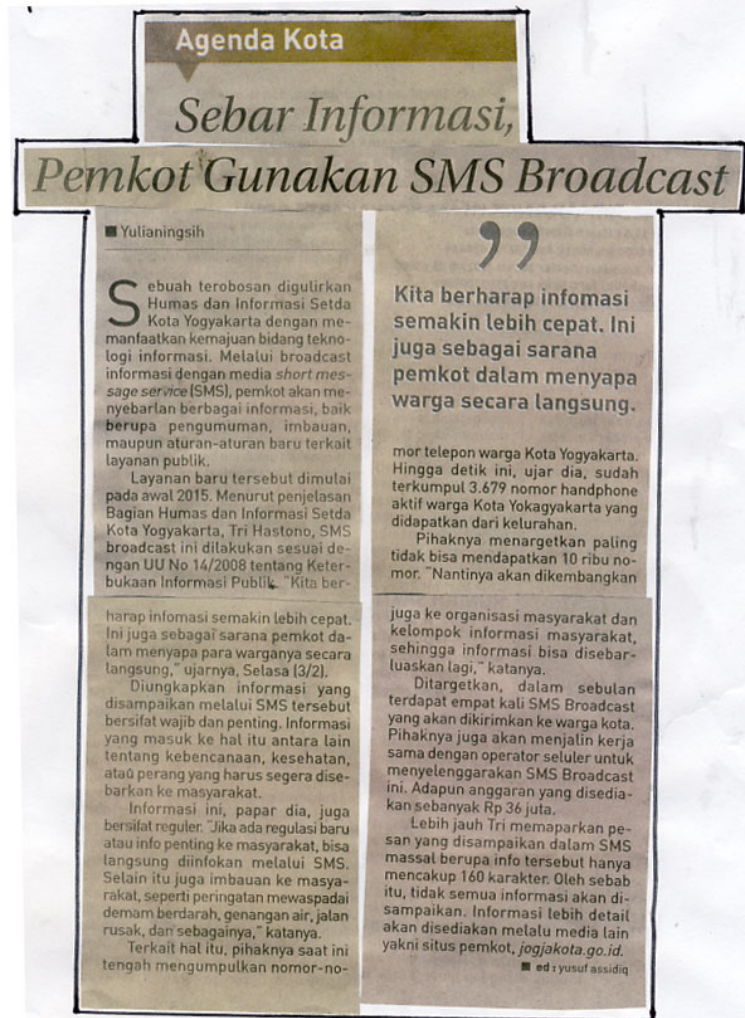 Agenda Kota
Sebar Informasi,
Pemkot Gunakan SMS Broadcast
■ Yulianingsih
Sebuah terobosan digulirkan
Humas dan Informasi Setda
Kota Yogyakarta dengan me-
manfaatkan kemajuan bidang tekno-
logi informasi. Melalui broadcast
informasi dengan media short mes-
sage service (SMS), pemkot akan me-
nyebarlan berbagai informasi, baik
berupa pengumuman, imbauan,
maupun aturan-aturan baru terkait
layanan publik.
Layanan baru tersebut dimulai
pada awal 2015. Menurut penjelasan
Bagian Humas dan Informasi Setda
Kota Yogyakarta, Tri Hastono, SMS
broadcast ini dilakukan sesuai de-
ngan UU No 14/2008 tentang Keter-
bukaan Informasi Publik. "Kita ber-
harap infomasi semakin lebih cepat.
Ini juga sebagai sarana pemkot da-
lam menyapa para warganya secara
langsung," ujarnya, Selasa (3/2).
Diungkapkan informasi yang
disampaikan melalui SMS tersebut
bersifat wajib dan penting. Informasi
yang masuk ke hal itu antara lain
tentang kebencanaan, kesehatan,
atau perang yang harus segera dise-
barkan ke masyarakat.
Informasi ini, papar dia, juga
bersifat reguler. "Jika ada regulasi baru
atau info penting ke masyarakat, bisa
langsung diinfokan melalui SMS.
Selain itu juga imbauan ke masya-
rakat, seperti peringatan mewaspadai
demam berdarah, genangan air, jalan
rusak, dan sebagainya," katanya.
Terkait hal itu, pihaknya saat ini
tengah mengumpulkan nomor-no-
”
Kita berharap infomasi
semakin lebih cepat. Ini
juga sebagai sarana
pemkot dalam menyapa
warga secara langsung.
mor telepon warga Kota Yogyakarta.
Hingga detik ini, ujar dia, sudah
terkumpul 3.679 nomor handphone
aktif warga Kota Yokagyakarta yang
didapatkan dari kelurahan.
Pihaknya menargetkan paling
tidak bisa mendapatkan 10 ribu no-
mor. "Nantinya akan dikembangkan
juga ke organisasi masyarakat dan
kelompok informasi masyarakat,
sehingga informasi bisa disebar-
luaskan lagi," katanya.
Ditargetkan, dalam sebulan
terdapat empat kali SMS Broadcast
yang akan dikirimkan ke warga kota.
Pihaknya juga akan menjalin kerja
sama dengan operator seluler untuk
menyelenggarakan SMS Broadcast
ini. Adapun anggaran yang disedia-
kan sebanyak Rp 36 juta.
Lebih jauh Tri memaparkan pe-
san yang disampaikan dalam SMS
massal berupa info tersebut hanya
mencakup 160 karakter. Oleh sebab
itu, tidak semua informasi akan di-
sampaikan. Informasi lebih detail
akan disediakan melalu media lain
yakni situs pemkot, jogjakota.go.id.
■ ed : yusuf assidiq